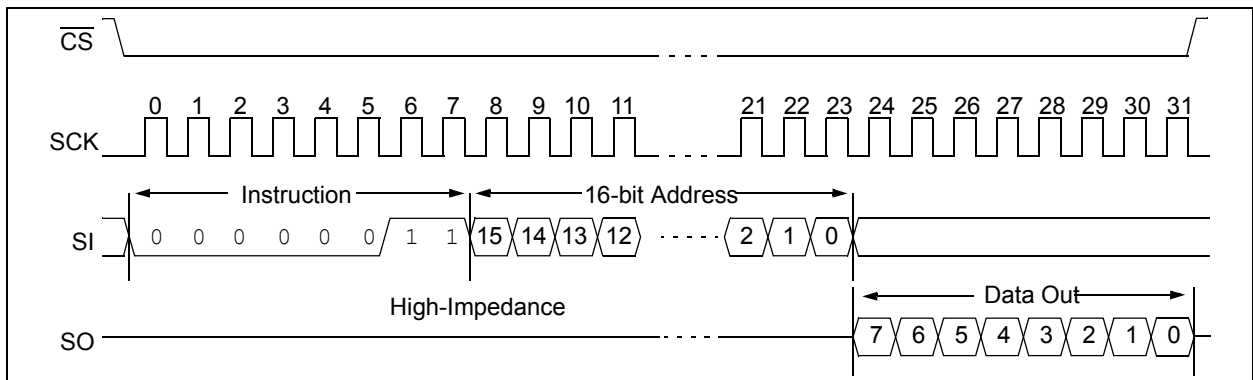 CS
0 1 2 3 4 5 6 7 8 9 10 11 21 22 23 24 25 26 27 28 29 30 31
SCK
Instruction 16-bit Address
SI 0 0 0 0 0 0 1 1 15 14 13 12 2 1 0
High-Impedance Data Out
SO 7 6 5 4 3 2 1 0